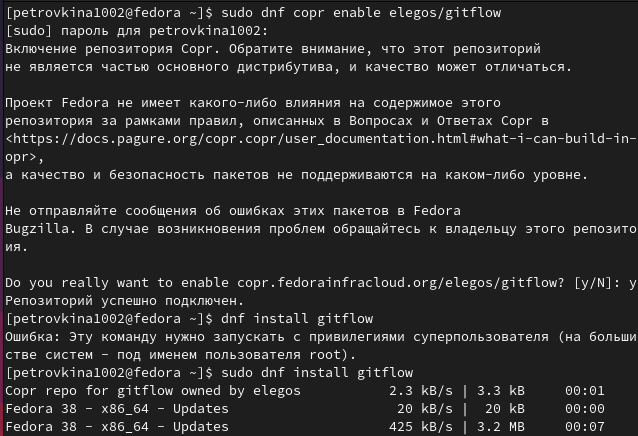 [petrovkina1002@fedora ~]$ sudo dnf copr enable elegos/gitflow
[sudo] пароль для petrovkina1002:
Включение репозитория Copr. Обратите внимание, что этот репозиторий
не является частью основного дистрибутива, и качество может отличаться.
Проект Fedora не имеет какого-либо влияния на содержимое этого
репозитория за рамками правил, описанных в Вопросах и Ответах Copr в
<https://docs.pagure.org/copr.copr/user_documentation.html#what-i-can-build-in-
opr>,
а качество и безопасность пакетов не поддерживаются на каком-либо уровне.
Не отправляйте сообщения об ошибках этих пакетов в Fedora
Bugzilla. В случае возникновения проблем обращайтесь к владельцу этого репозито
ия.
Do you really want to enable copr.fedorainfracloud.org/elegos/gitflow? [y/N]: y
Репозиторий успешно подключен.
[petrovkina1002@fedora ~]$ dnf install gitflow
Ошибка: Эту команду нужно запускать с привилегиями суперпользователя (на больши
стве систем - под именем пользователя root).
[petrovkina1002@fedora ~]$ sudo dnf install gitflow
Copr repo for gitflow owned by elegos 2.3 kB/s | 3.3 kB 00:01
Fedora 38 - x86_64 - Updates 20 kB/s | 20 kB 00:00
Fedora 38 - x86_64 - Updates 425 kB/s | 3.2 MB 00:07